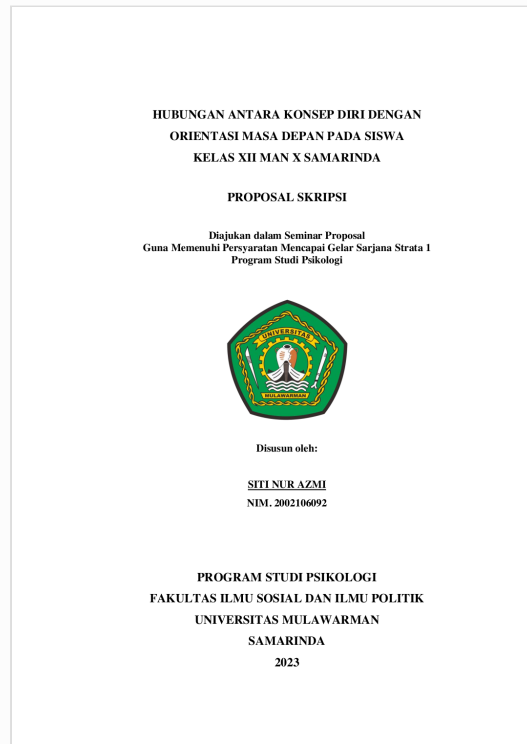 HUBUNGAN ANTARA KONSEP DIRI DENGAN
ORIENTASI MASA DEPAN PADA SISWA
KELAS XII MAN X SAMARINDA
PROPOSAL SKRIPSI
Diajukan dalam Seminar Proposal
Guna Memenuhi Persyaratan Mencapai Gelar Sarjana Strata 1
Program Studi Psikologi
UNIVERSITAS
MULAWARMAN
Disusun oleh:
SITI NUR AZMI
NIM. 2002106092
PROGRAM STUDI PSIKOLOGI
FAKULTAS ILMU SOSIAL DAN ILMU POLITIK
UNIVERSITAS MULAWARMAN
SAMARINDA
2023